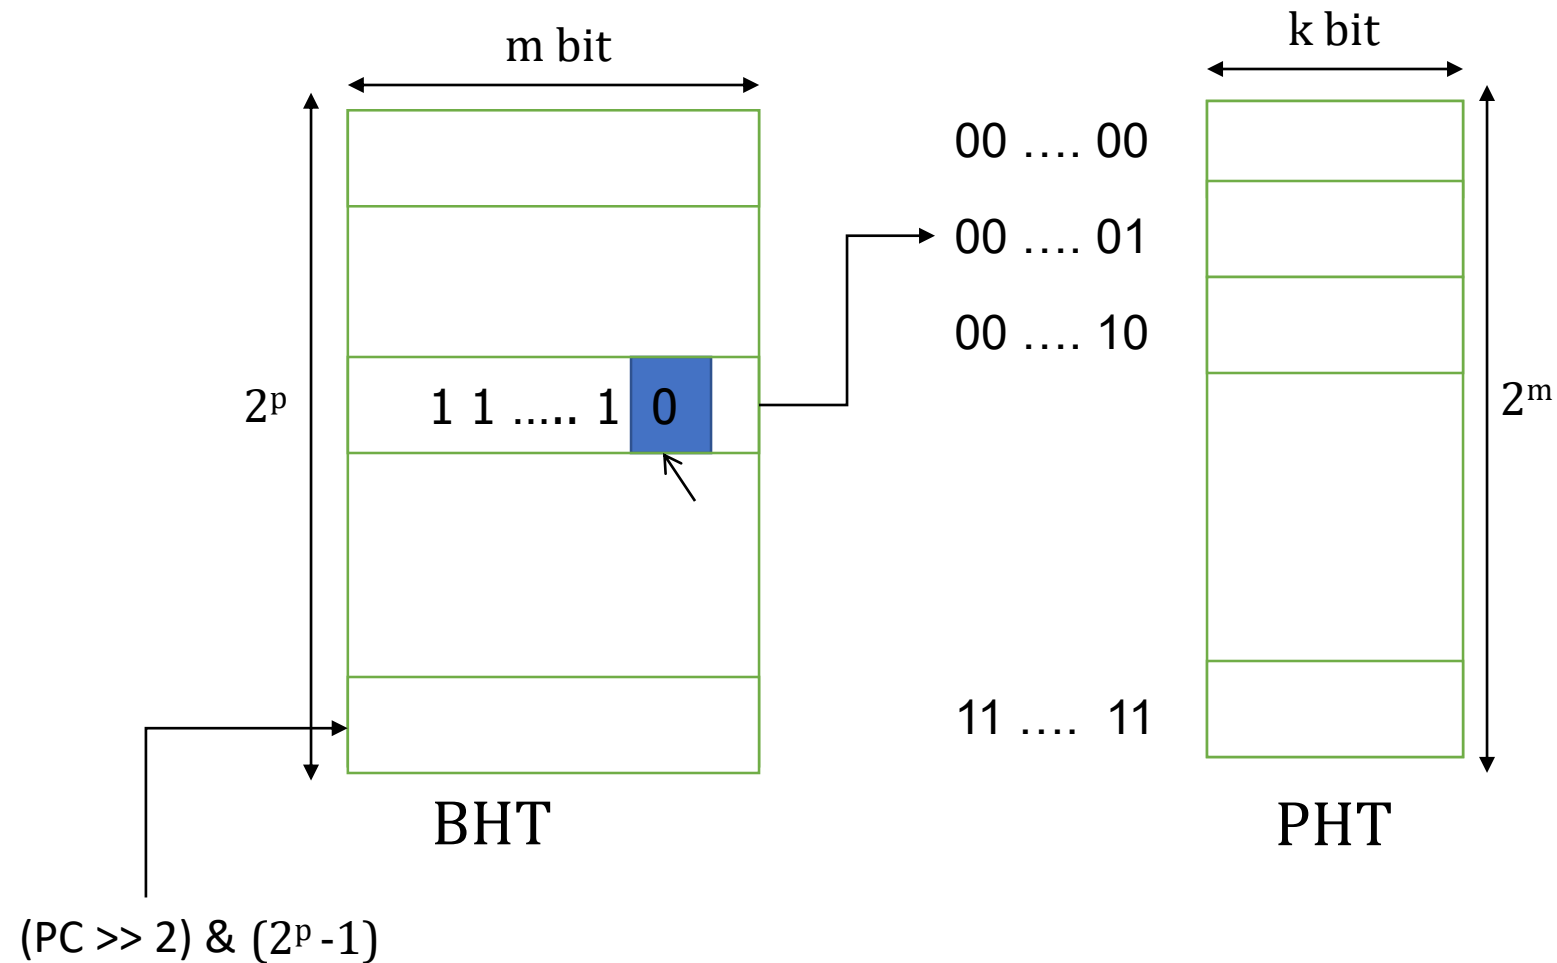 m bit
k bit
00 …. 00
00 …. 01
00 …. 10
2ᵖ
1 1 ….. 1 0
2ᵐ
11 …. 11
BHT
PHT
(PC >> 2) & (2ᵖ -1)